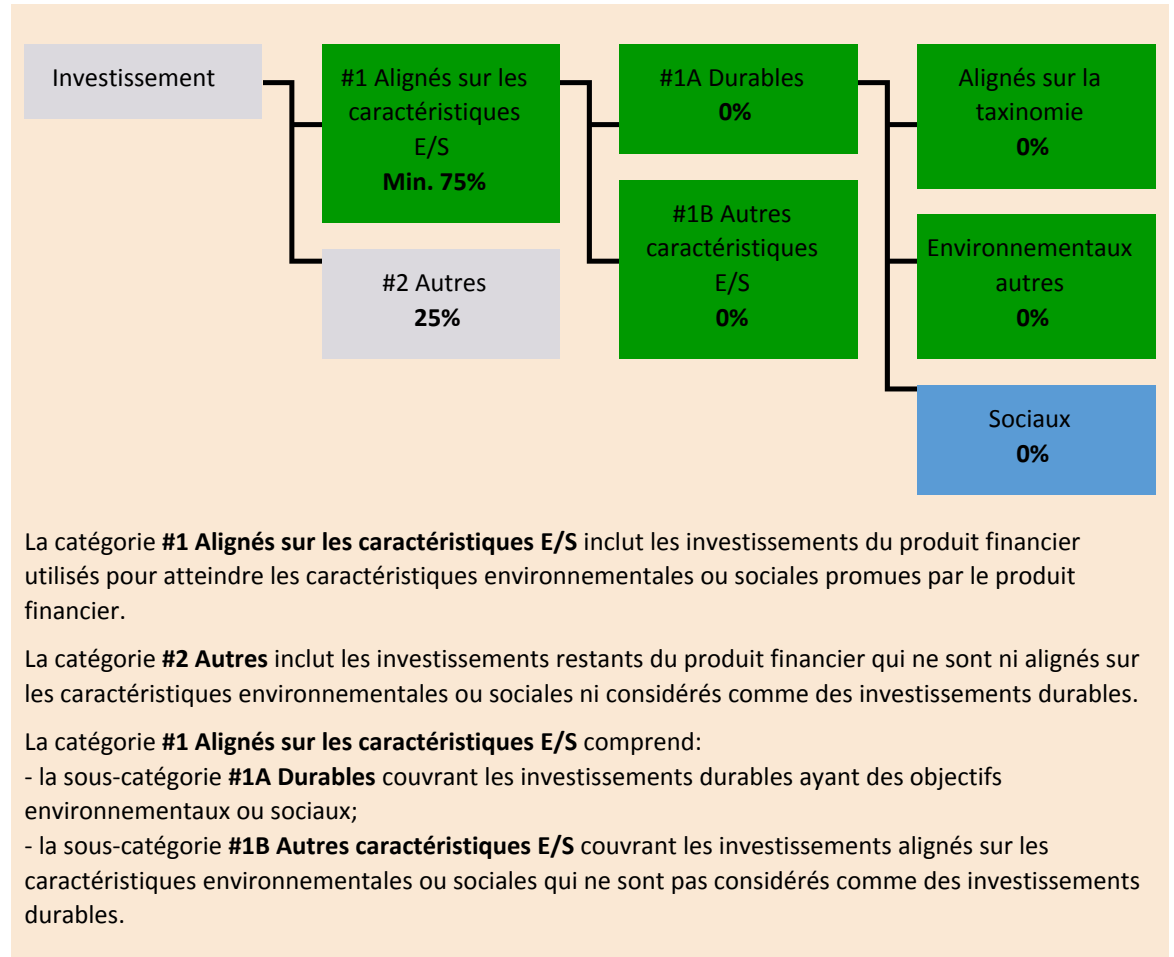 Investissement
#1 Alignés sur les
caractéristiques
E/S
Min. 75%
#2 Autres
25%
#1A Durables
0%
#1B Autres
caractéristiques
E/S
0%
Alignés sur la
taxinomie
0%
Environnementaux
autres
0%
Sociaux
0%
La catégorie #1 Alignés sur les caractéristiques E/S inclut les investissements du produit financier
utilisés pour atteindre les caractéristiques environnementales ou sociales promues par le produit
financier.
La catégorie #2 Autres inclut les investissements restants du produit financier qui ne sont ni alignés sur
les caractéristiques environnementales ou sociales ni considérés comme des investissements durables.
La catégorie #1 Alignés sur les caractéristiques E/S comprend:
- la sous-catégorie #1A Durables couvrant les investissements durables ayant des objectifs
environnementaux ou sociaux;
- la sous-catégorie #1B Autres caractéristiques E/S couvrant les investissements alignés sur les
caractéristiques environnementales ou sociales qui ne sont pas considérés comme des investissements
durables.